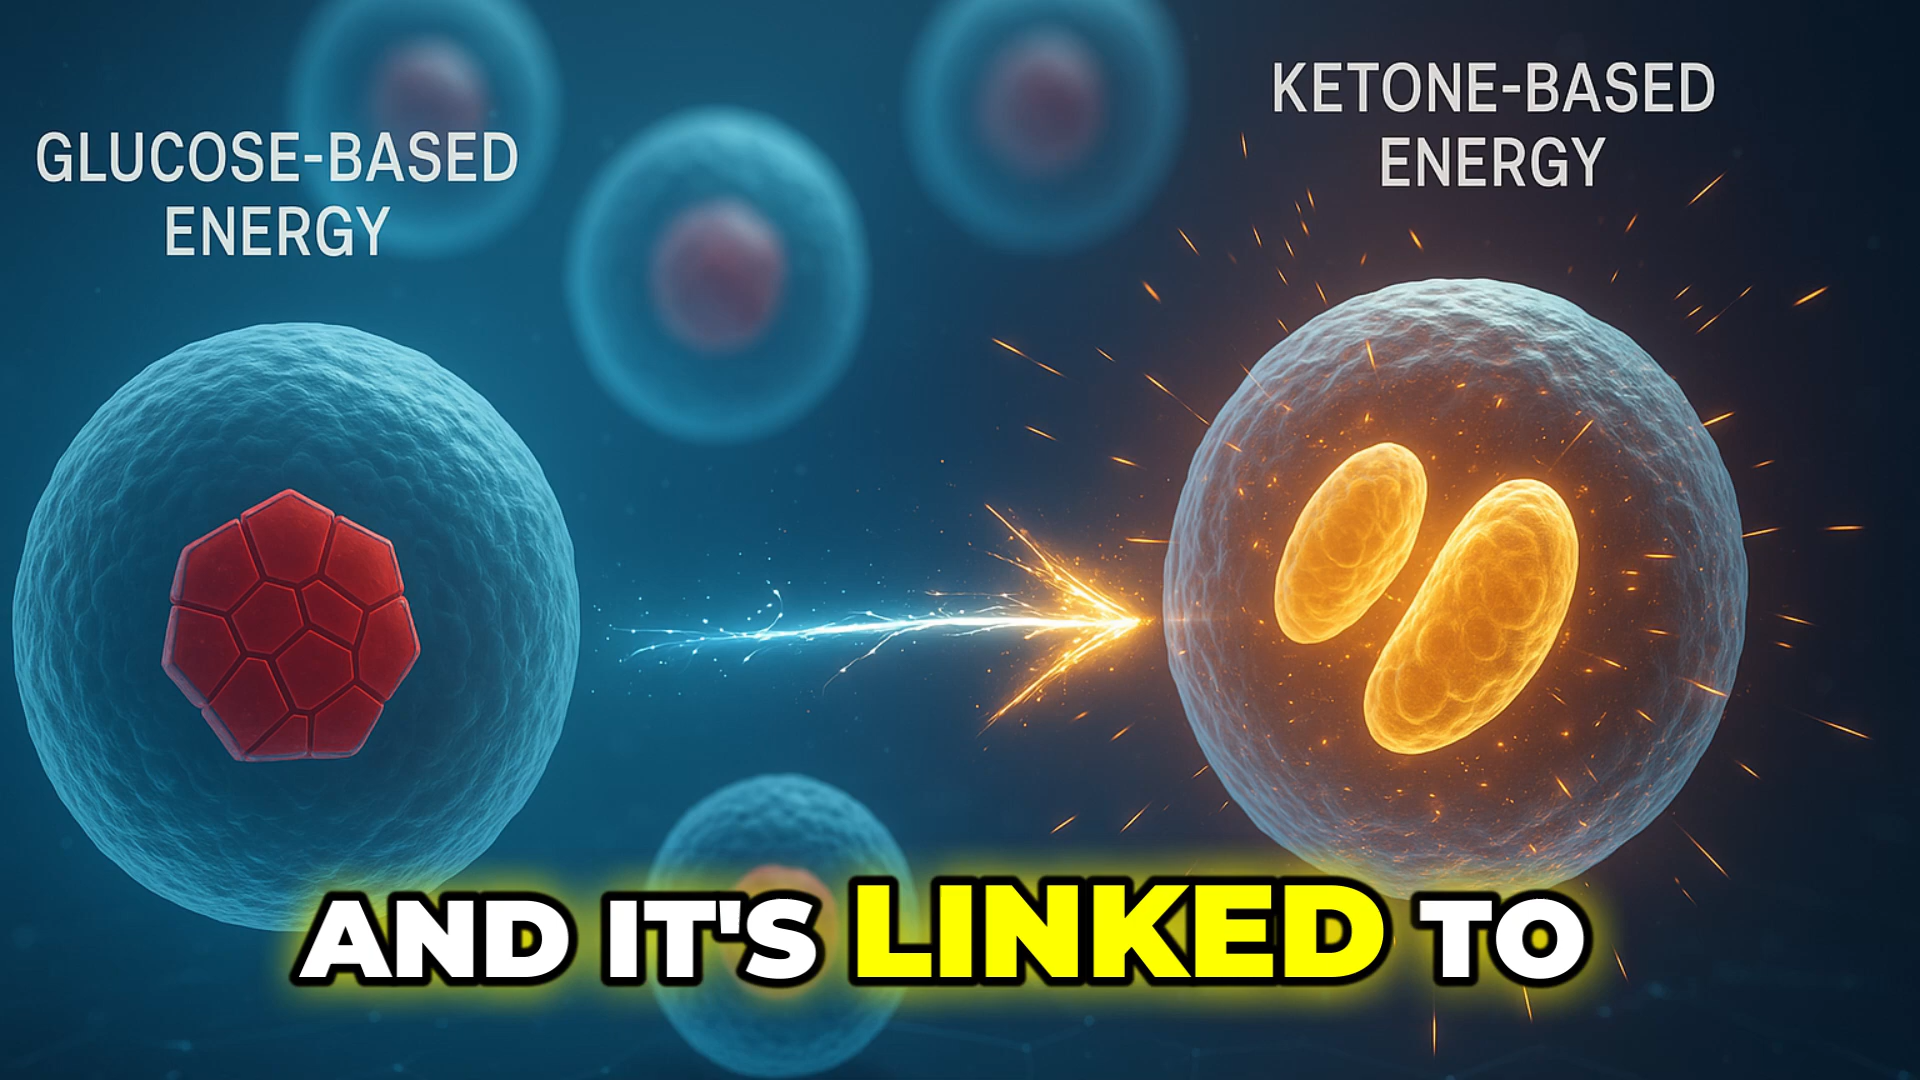 GLUCOSE-BASED
ENERGY
KETONE-BASED
ENERGY
AND IT'S LINKED TO